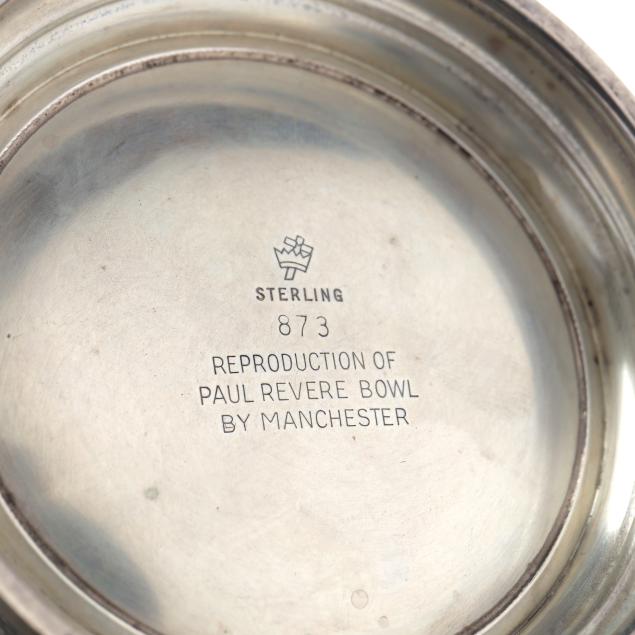 STERLING
873
REPRODUCTION OF
PAUL REVERE BOWL
BY MANCHESTER